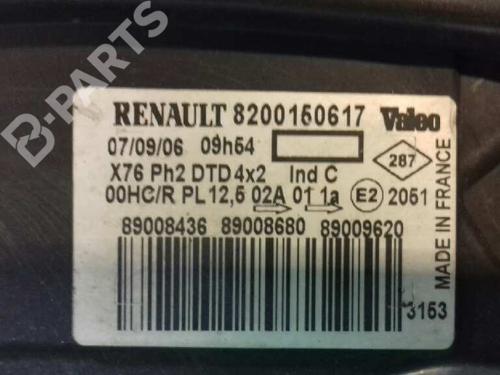 B-PARTS
RENAULT 8200150617 Valeo
07/09/06 09h54
X76 Ph2 DTD 4x2 Ind C
287
00HC/R PL 12,5 02A 01 1a E2 2051
89008436 89008680 89009620
3153
MADE IN FRANCE